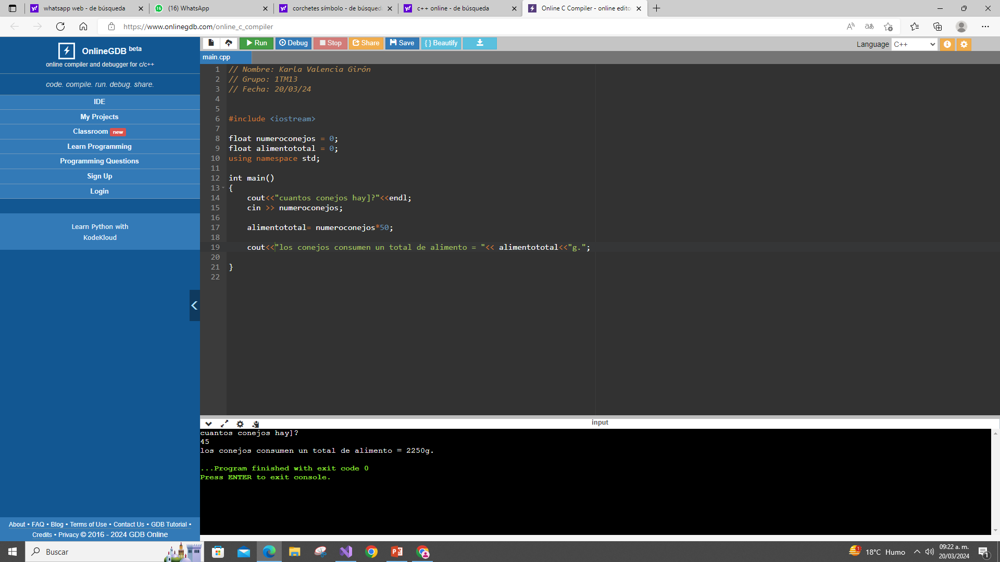 whatsapp web - de búsqueda
(16) WhatsApp
corchetes símbolo - de búsqued
c++ online - de búsqueda
Online C Compiler - online edito
https://www.onlinegdb.com/online_c_compiler
OnlineGDB beta
online compiler and debugger for c/c++
code. compile. run. debug. share.
IDE
My Projects
Classroom new
Learn Programming
Programming Questions
Sign Up
Login
Learn Python with
KodeKloud
About • FAQ • Blog • Terms of Use • Contact Us • GDB Tutorial •
Credits • Privacy © 2016 - 2024 GDB Online
Run Debug Stop Share Save { } Beautify
Language C++
main.cpp
1 // Nombre: Karla Valencia Girón
2 // Grupo: 1TM13
3 // Fecha: 20/03/24
4
5
6 #include <iostream>
7
8 float numeroconejos = 0;
9 float alimentototal = 0;
10 using namespace std;
11
12 int main()
13 {
14 cout<<"cuantos conejos hay]?"<<endl;
15 cin >> numeroconejos;
16
17 alimentototal= numeroconejos*50;
18
19 cout<<"los conejos consumen un total de alimento = "<< alimentototal<<"g.";
20
21 }
22
input
cuantos conejos hay]?
45
los conejos consumen un total de alimento = 2250g.
...Program finished with exit code 0
Press ENTER to exit console.
Buscar
18°C Humo
09:22 a. m.
20/03/2024